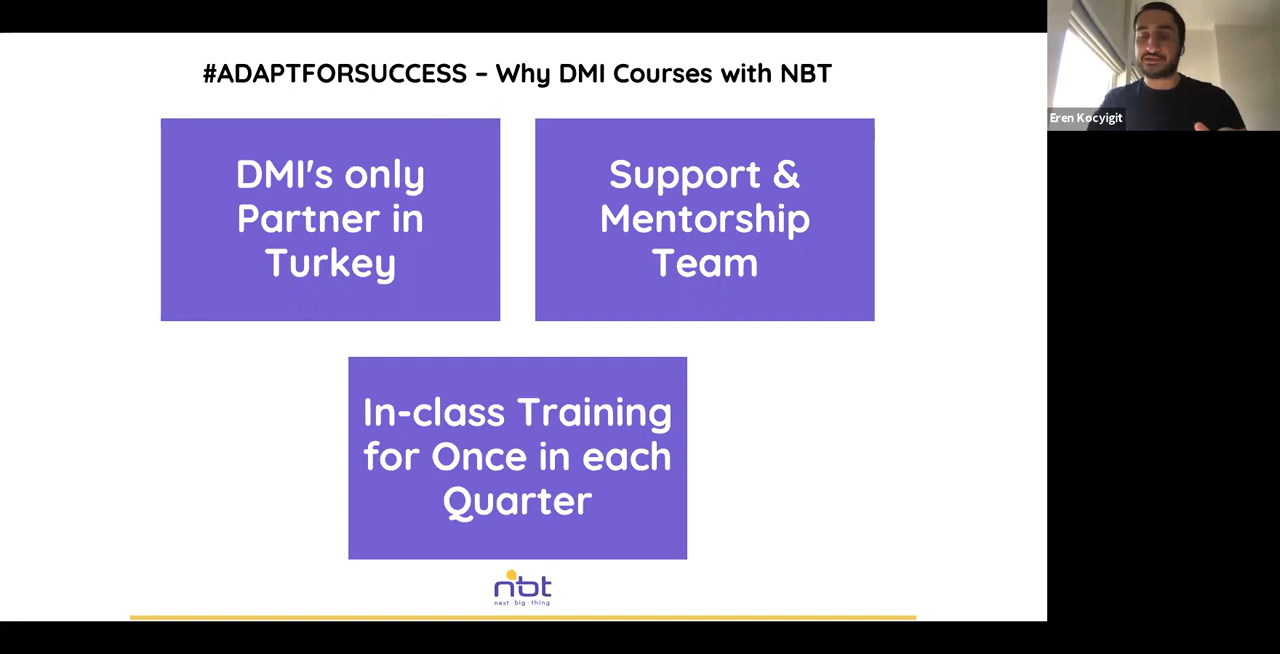 #ADAPTFORSUCCESS – Why DMI Courses with NBT
DMI's only
Partner in
Turkey
Support &
Mentorship
Team
In-class Training
for Once in each
Quarter
nbt
next big thing
Eren Kocyigit